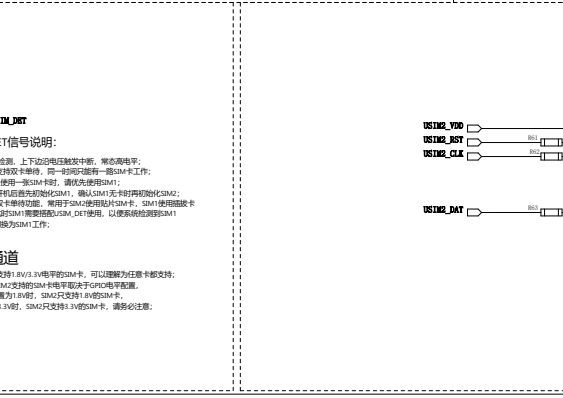 IM_DET
ET信号说明：
检测，上下边沿电压触发中断，常态高电平；
支持双卡单待，同一时间只能有一路SIM卡工作；
使用一张SIM卡时，请优先使用SIM1；
开机后首先初始化SIM1，确认SIM1无卡时再初始化SIM2；
双卡单待功能，常用于SIM2使用贴片SIM卡，SIM1使用插拔卡
此时SIM1需要搭配USIM_DET使用，以便系统检测到SIM1
切换为SIM1工作；
通道
支持1.8V/3.3V电平的SIM卡，可以理解为任意卡都支持；
IM2支持的SIM卡电平取决于GPIO电平配置，
置为1.8V时，SIM2只支持1.8V的SIM卡，
3.3V时，SIM2只支持3.3V的SIM卡，请务必注意；
USIM2_VDD
USIM2_RST
R61
USIM2_CLK
R62
USIM2_DAT
R63